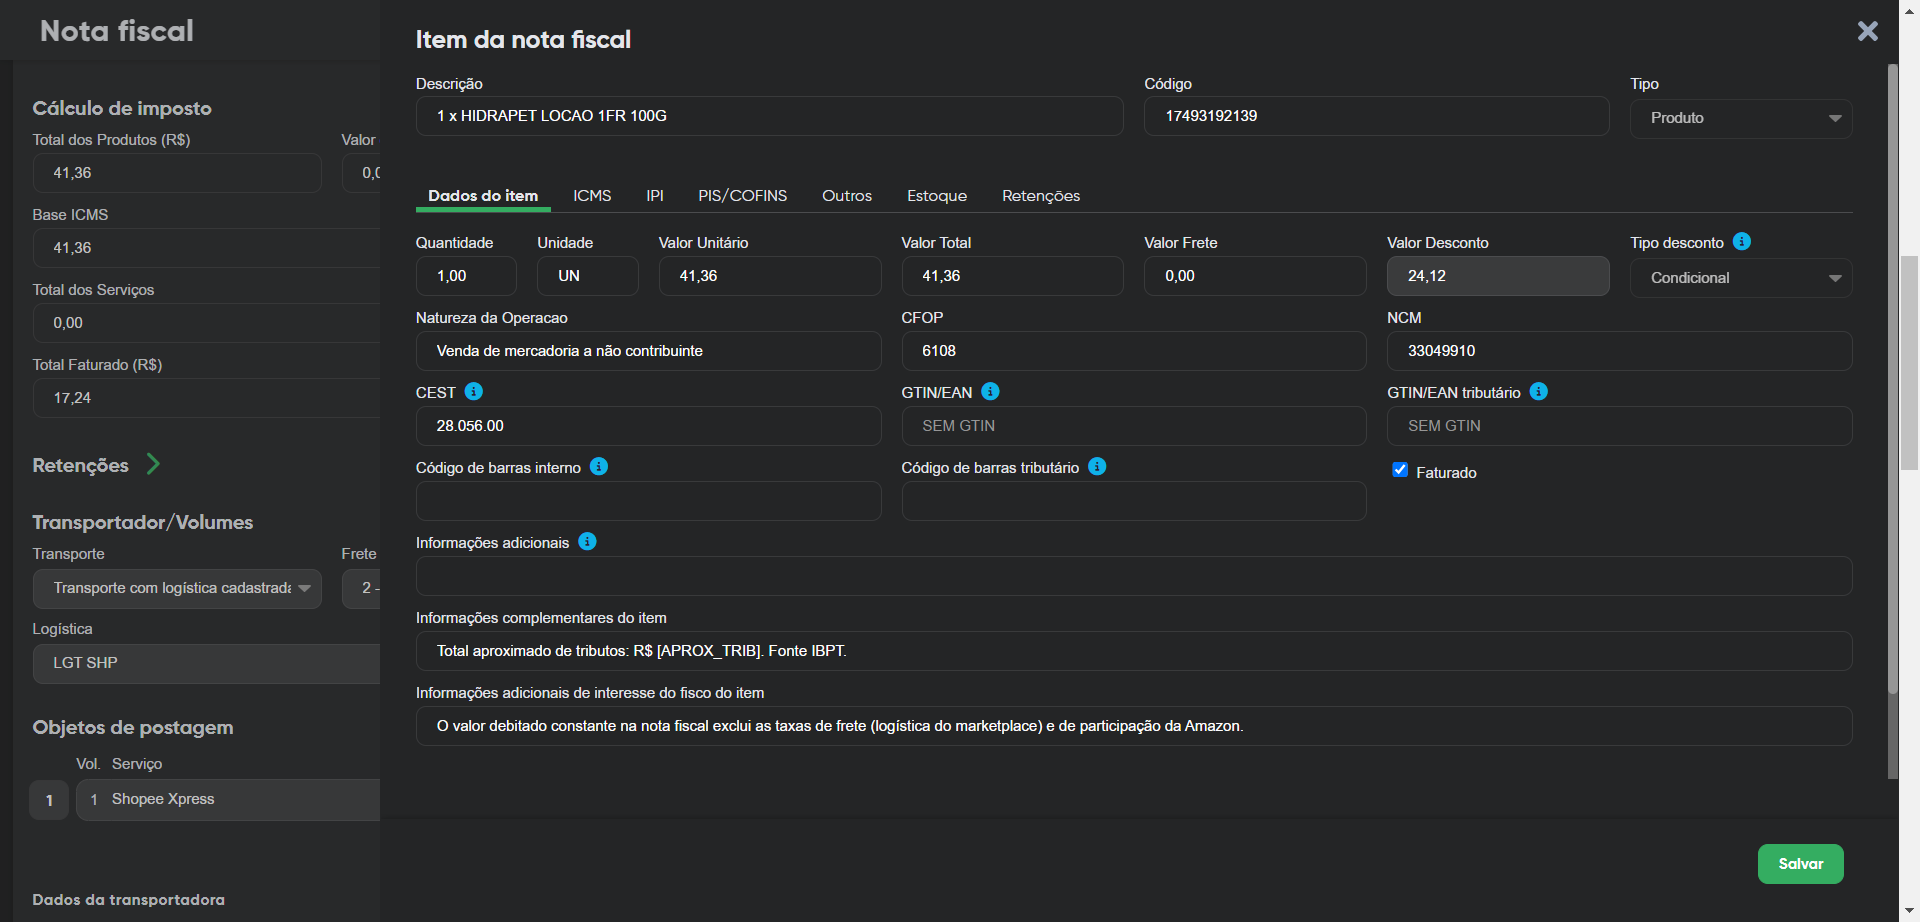 Nota fiscal
Cálculo de imposto
Total dos Produtos (R$)
Valor
41,36
0,0
Base ICMS
41,36
Total dos Serviços
0,00
Total Faturado (R$)
17,24
Retenções
Transportador/Volumes
Transporte
Frete
Transporte com logística cadastrada
2 -
Logística
LGT SHP
Objetos de postagem
Vol. Serviço
1
1 Shopee Xpress
Dados da transportadora
Item da nota fiscal
Descrição
Código
Tipo
1 x HIDRAPET LOCAO 1FR 100G
17493192139
Produto
Dados do item
ICMS
IPI
PIS/COFINS
Outros
Estoque
Retenções
Quantidade
Unidade
Valor Unitário
Valor Total
Valor Frete
Valor Desconto
Tipo desconto
1,00
UN
41,36
41,36
0,00
24,12
Condicional
Natureza da Operacao
CFOP
NCM
Venda de mercadoria a não contribuinte
6108
33049910
CEST
GTIN/EAN
GTIN/EAN tributário
28.056.00
SEM GTIN
SEM GTIN
Código de barras interno
Código de barras tributário
Faturado
Informações adicionais
Informações complementares do item
Total aproximado de tributos: R$ [APROX_TRIB]. Fonte IBPT.
Informações adicionais de interesse do fisco do item
O valor debitado constante na nota fiscal exclui as taxas de frete (logística do marketplace) e de participação da Amazon.
Salvar